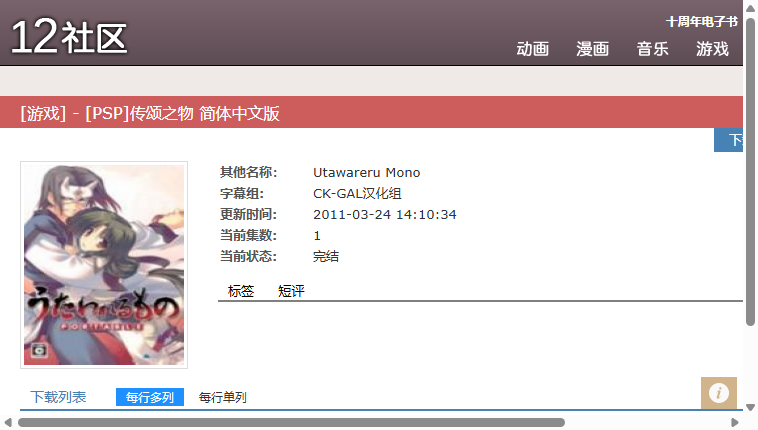 12社区
十周年电子书
动画 漫画 音乐 游戏
[游戏] - [PSP]传颂之物 简体中文版
下
其他名称: Utawareru Mono
字幕组: CK-GAL汉化组
更新时间: 2011-03-24 14:10:34
当前集数: 1
当前状态: 完结
うたわれるもの
标签 短评
下载列表 每行多列 每行单列
i